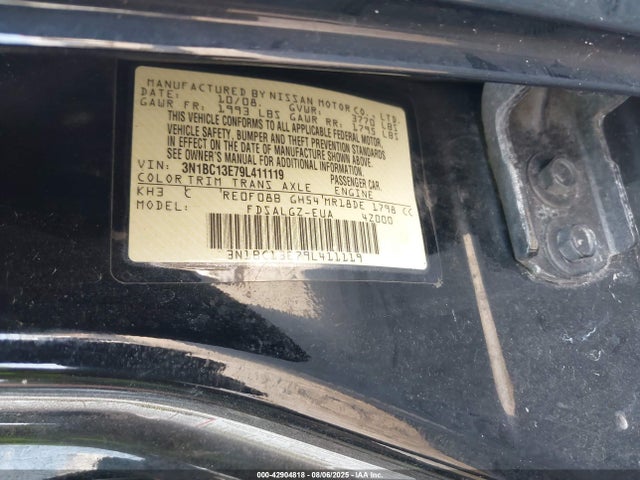 MANUFACTURED BY NISSAN MOTOR CO., LTD.
DATE: 10/08. GVWR: 3770 LBS
GAWR FR: 1993 LBS GAWR RR: 1795 LBS
THIS VEHICLE CONFORMS TO ALL APPLICABLE FEDERAL MOTOR
VEHICLE SAFETY, BUMPER AND THEFT PREVENTION STANDARDS
IN EFFECT ON THE DATE OF MANUFACTURE SHOWN ABOVE.
SEE OWNER'S MANUAL FOR ADDITIONAL INFORMATION.
VIN: 3N1BC13E79L411119 PASSENGER CAR
COLOR TRIM TRANS AXLE ENGINE
KH3 C RE0F08B GH54 MR18DE 1798 CC
MODEL: FDSALGZ-EUA 42000
3N1BC13E79L411119
000-42904818 - 08/06/2025 - IAA Inc.